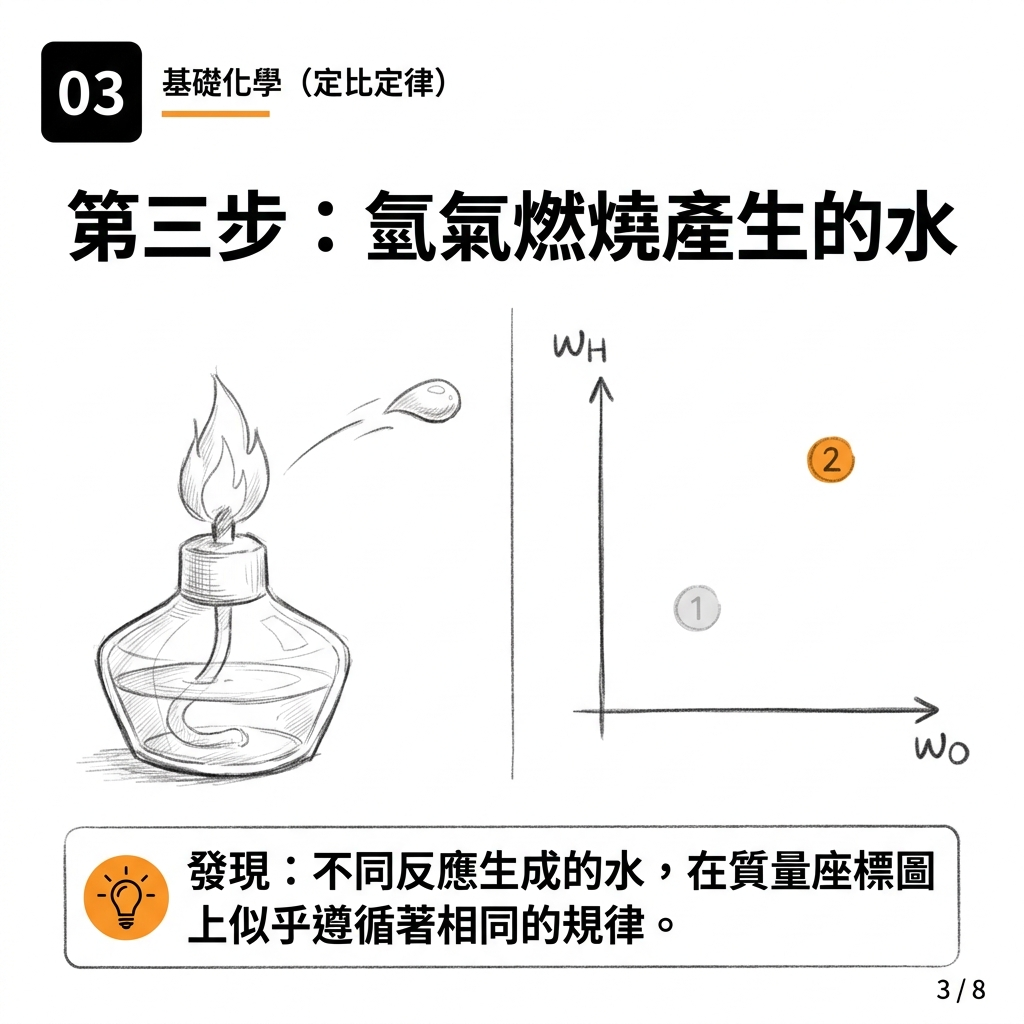 03
基礎化學（定比定律）
第三步：氫氣燃燒產生的水
WH
2
1
WO
發現：不同反應生成的水，在質量座標圖
上似乎遵循著相同的規律。
3 / 8